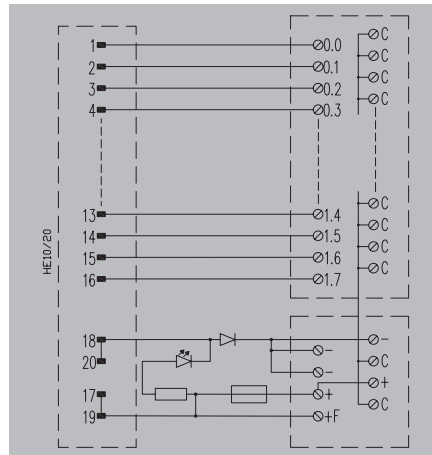 1 0.0 C
2 0.1 C
3 0.2 C
4 0.3 C
13 1.4 C
14 1.5 C
15 1.6 C
16 1.7 C
HE10/20
18 -
-
20 C
-
17 + +
C
19 +F